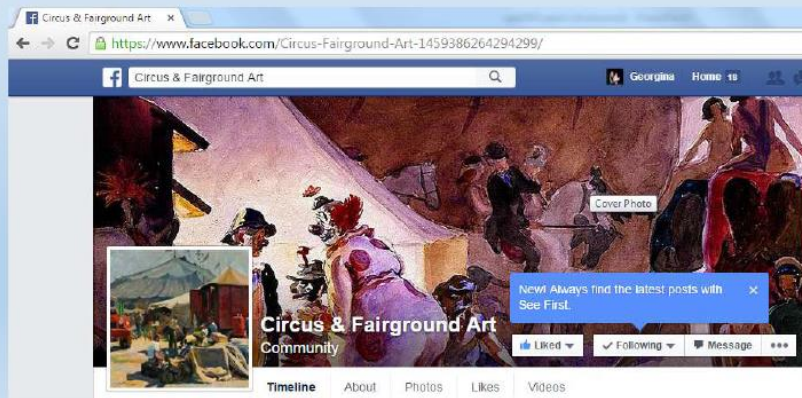 Circus & Fairground Art
https://www.facebook.com/Circus-Fairground-Art-1459386264294299/
Circus & Fairground Art
Georgina Home 18
Cover Photo
New! Always find the latest posts with
See First.
Circus & Fairground Art
Community
Liked Following Message
Timeline About Photos Likes Videos